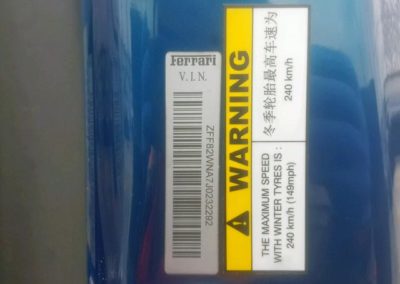 Ferrari
V.I.N.
ZFF82WNA7J0232292
WARNING
冬季轮胎最高车速为
240 km/h
THE MAXIMUM SPEED
WITH WINTER TYRES IS :
240 km/h (149mph)